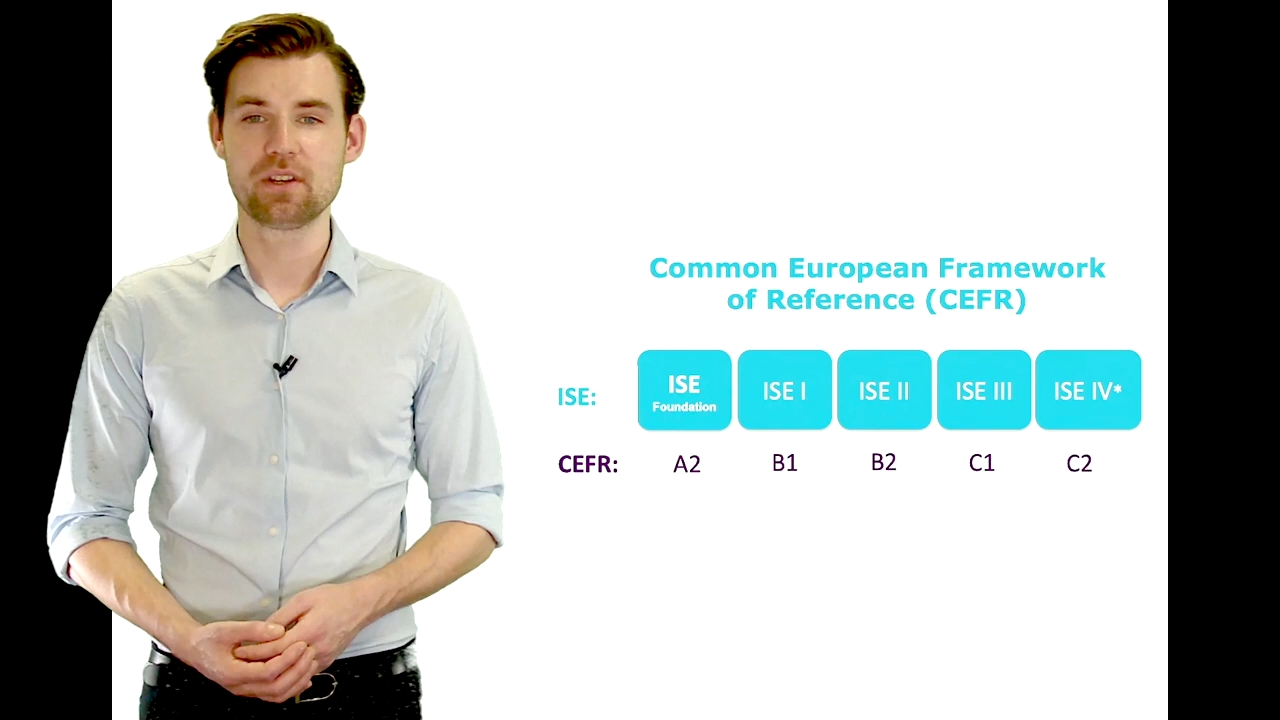 Common European Framework
of Reference (CEFR)
ISE: ISE Foundation ISE I ISE II ISE III ISE IV*
CEFR: A2 B1 B2 C1 C2